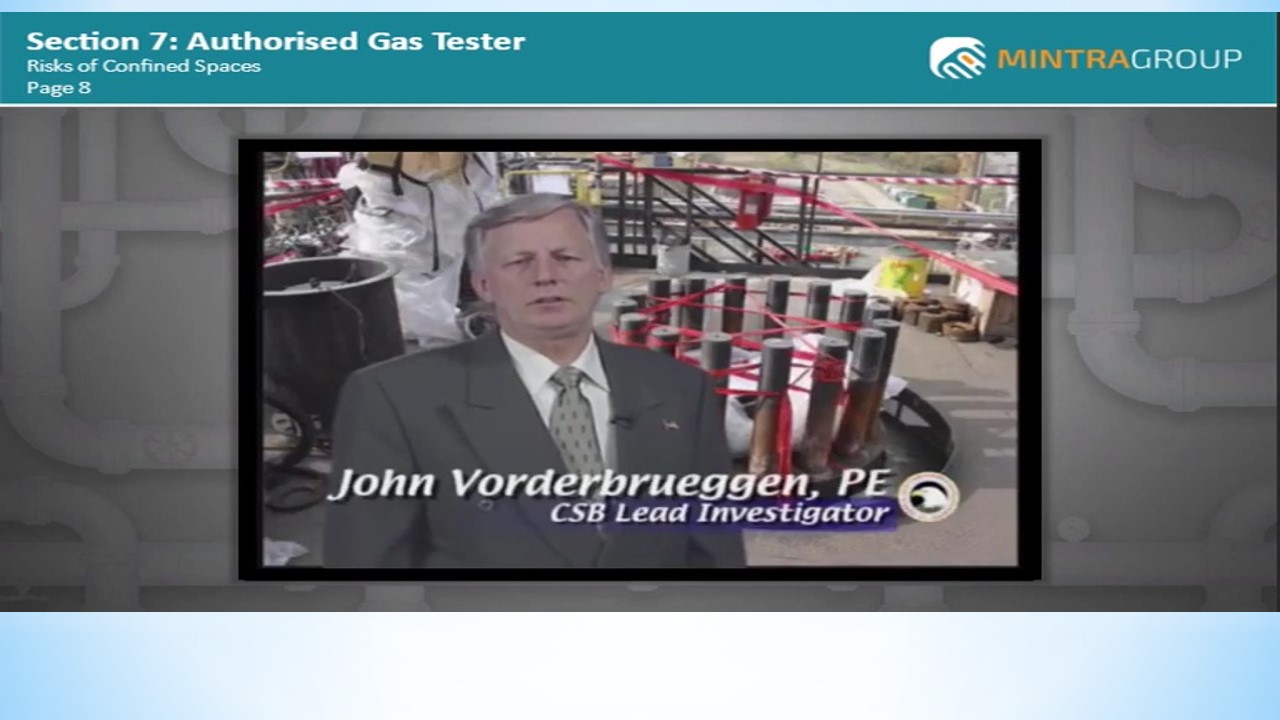 Section 7: Authorised Gas Tester
Risks of Confined Spaces
Page 8
MINTRAGROUP
John Vorderbrueggen, PE
CSB Lead Investigator